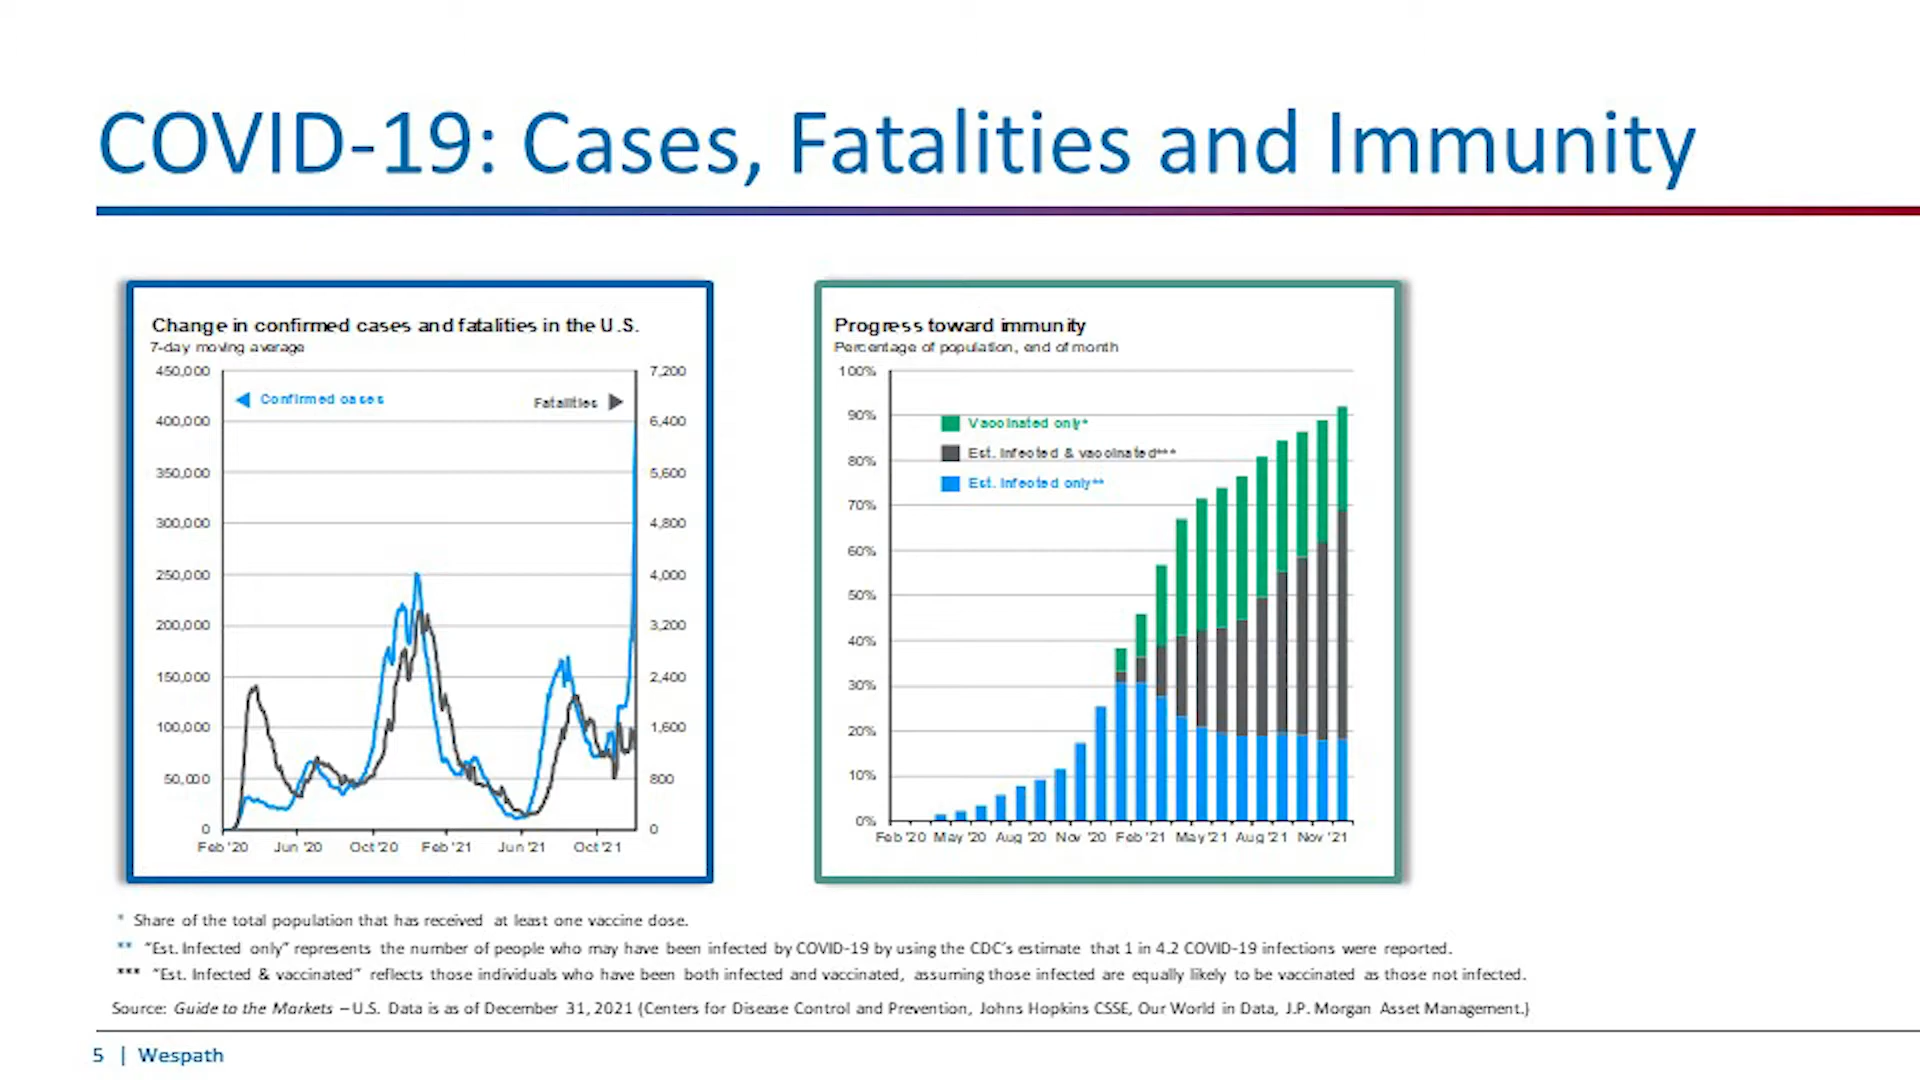 COVID-19: Cases, Fatalities and Immunity
Change in confirmed cases and fatalities in the U.S.
7-day moving average
450,000
400,000
350,000
300,000
250,000
200,000
150,000
100,000
50,000
0
Confirmed cases
Fatalities
7,200
6,400
5,600
4,800
4,000
3,200
2,400
1,600
800
0
Feb '20 Jun '20 Oct '20 Feb '21 Jun '21 Oct '21
Progress toward immunity
Percentage of population, end of month
100%
90%
80%
70%
60%
50%
40%
30%
20%
10%
0%
Vaccinated only*
Est. Infected & vaccinated***
Est. Infected only**
Feb '20 May '20 Aug '20 Nov '20 Feb '21 May '21 Aug '21 Nov '21
* Share of the total population that has received at least one vaccine dose.
** “Est. Infected only” represents the number of people who may have been infected by COVID-19 by using the CDC’s estimate that 1 in 4.2 COVID-19 infections were reported.
*** “Est. Infected & vaccinated” reflects those individuals who have been both infected and vaccinated, assuming those infected are equally likely to be vaccinated as those not infected.
Source: Guide to the Markets – U.S. Data is as of December 31, 2021 (Centers for Disease Control and Prevention, Johns Hopkins CSSE, Our World in Data, J.P. Morgan Asset Management.)
5 | Wespath